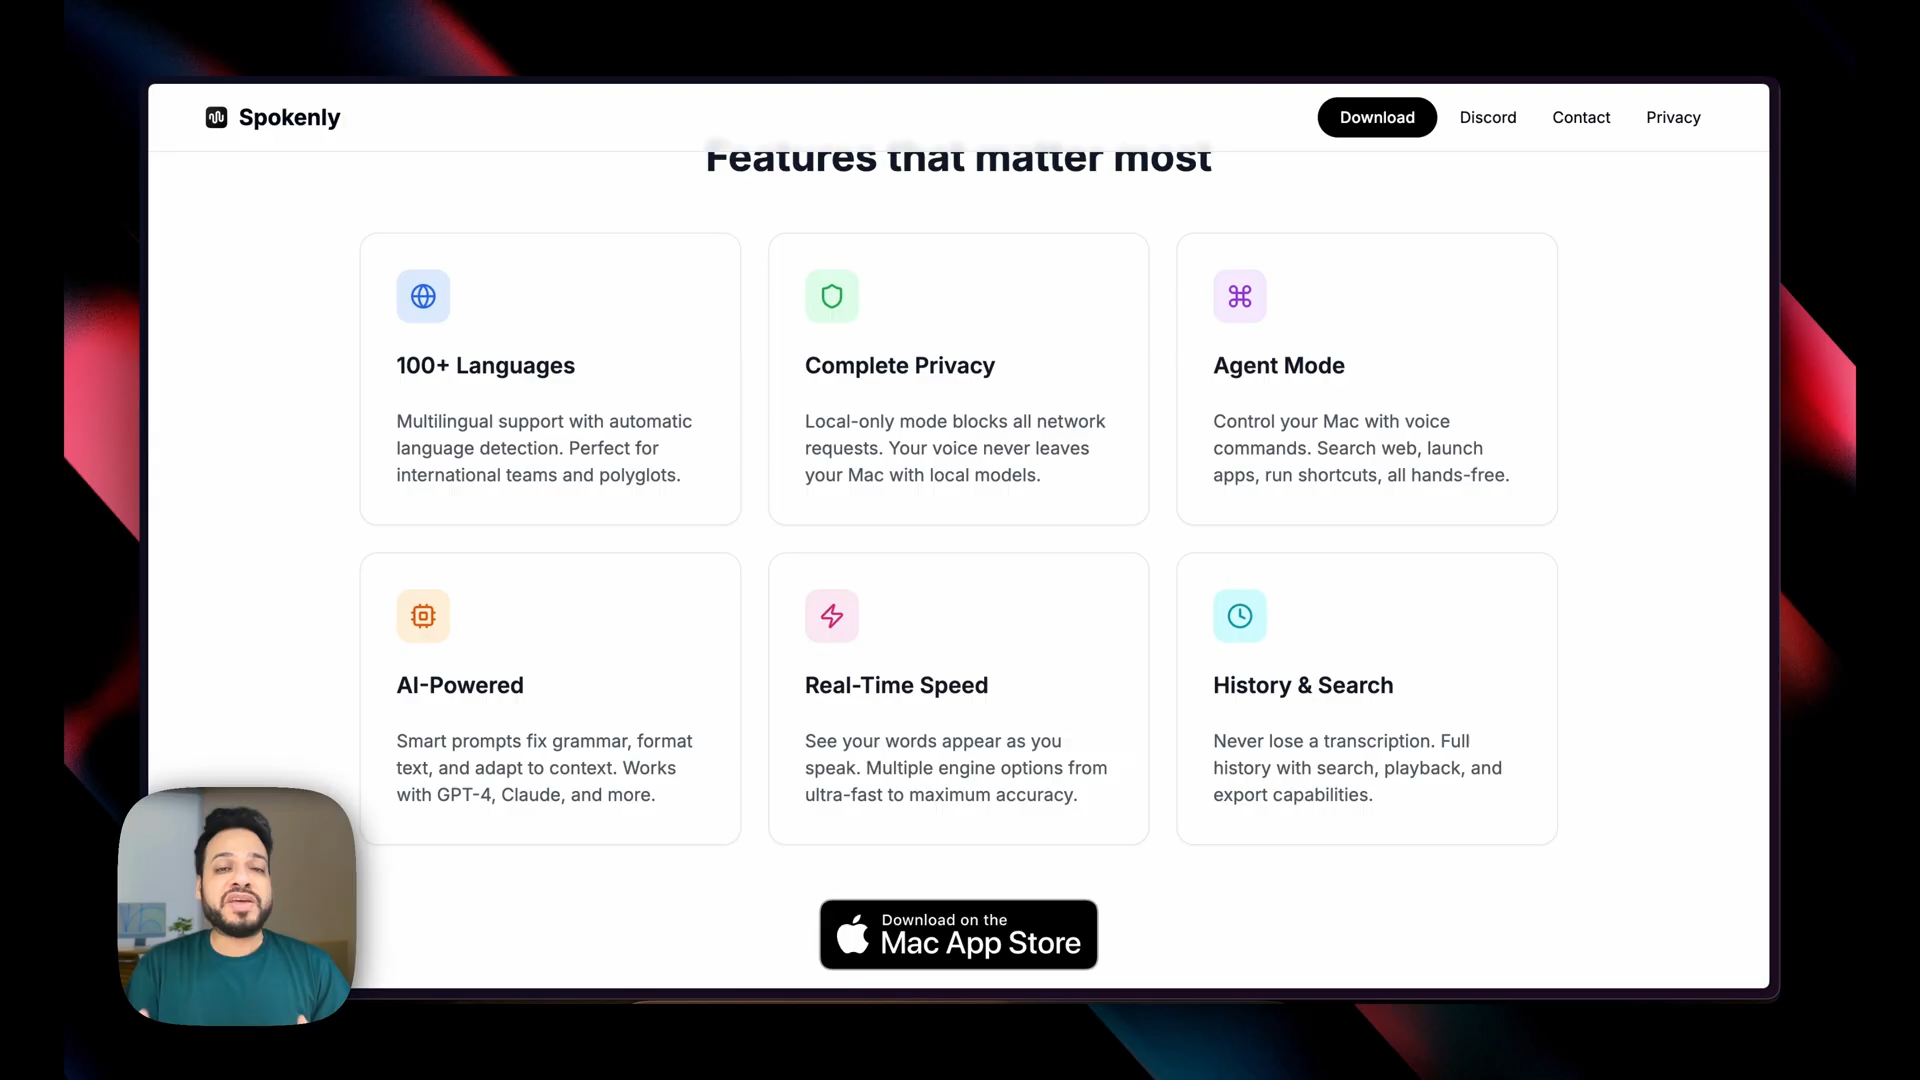 Spokenly
Download
Discord
Contact
Privacy
Features that matter most
100+ Languages
Multilingual support with automatic
language detection. Perfect for
international teams and polyglots.
Complete Privacy
Local-only mode blocks all network
requests. Your voice never leaves
your Mac with local models.
Agent Mode
Control your Mac with voice
commands. Search web, launch
apps, run shortcuts, all hands-free.
AI-Powered
Smart prompts fix grammar, format
text, and adapt to context. Works
with GPT-4, Claude, and more.
Real-Time Speed
See your words appear as you
speak. Multiple engine options from
ultra-fast to maximum accuracy.
History & Search
Never lose a transcription. Full
history with search, playback, and
export capabilities.
Download on the
Mac App Store